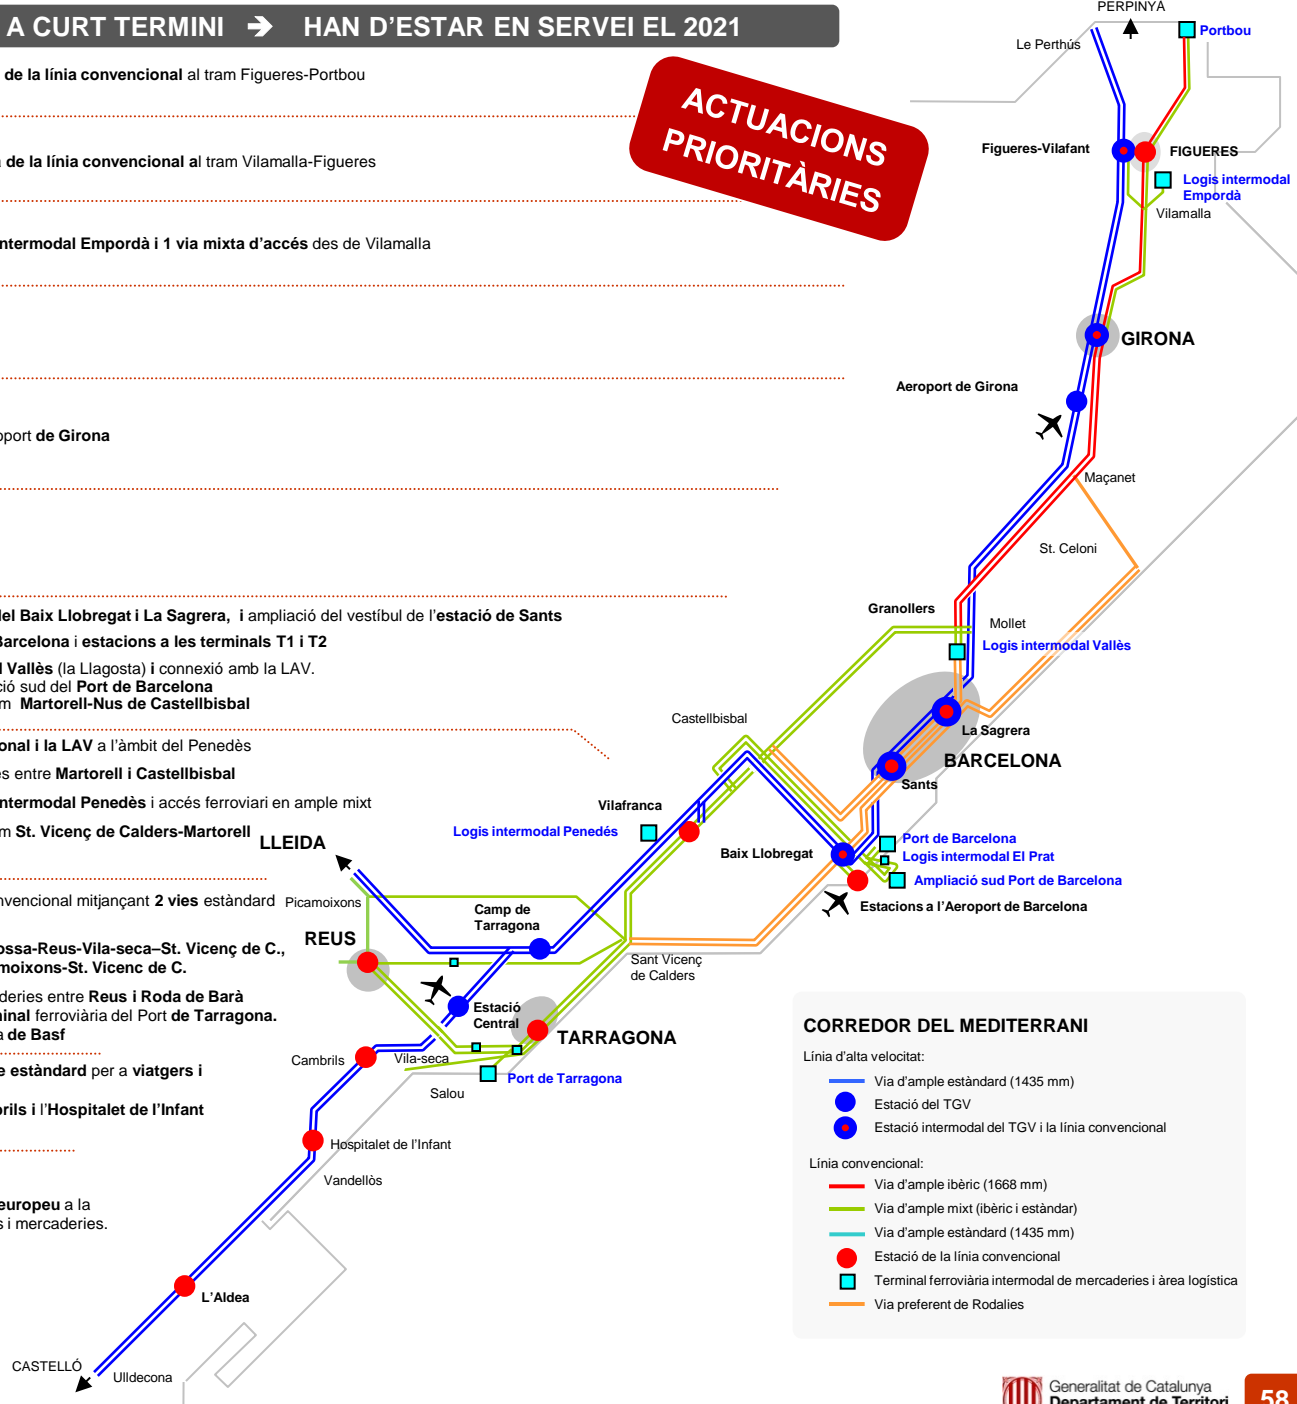 A CURT TERMINI ➔ HAN D'ESTAR EN SERVEI EL 2021
de la línia convencional al tram Figueres-Portbou
de la línia convencional al tram Vilamalla-Figueres
ntermodal Empordà i 1 via mixta d'accés des de Vilamalla
port de Girona
del Baix Llobregat i La Sagrera, i ampliació del vestíbul de l'estació de Sants
Barcelona i estacions a les terminals T1 i T2
l Vallès (la Llagosta) i connexió amb la LAV.
ció sud del Port de Barcelona
m Martorell-Nus de Castellbisbal
onal i la LAV a l'àmbit del Penedès
es entre Martorell i Castellbisbal
ntermodal Penedès i accés ferroviari en ample mixt
m St. Vicenç de Calders-Martorell
nvencional mitjançant 2 vies estàndard
ossa-Reus-Vila-seca–St. Vicenç de C.,
moixons-St. Vicenc de C.
deries entre Reus i Roda de Barà
minal ferroviària del Port de Tarragona.
a de Basf
e estàndard per a viatgers i
brils i l'Hospitalet de l'Infant
europeu a la
s i mercaderies.
ACTUACIONS
PRIORITÀRIES
PERPINYÀ
Le Perthús
Portbou
Figueres-Vilafant
FIGUERES
Logis intermodal
Empordà
Vilamalla
GIRONA
Aeroport de Girona
Maçanet
St. Celoni
Granollers
Mollet
Logis intermodal Vallès
Castellbisbal
La Sagrera
BARCELONA
Sants
Vilafranca
Logis intermodal Penedés
Baix Llobregat
Port de Barcelona
Logis intermodal El Prat
Ampliació sud Port de Barcelona
Estacions a l'Aeroport de Barcelona
LLEIDA
Picamoixons
Camp de
Tarragona
REUS
Sant Vicenç
de Calders
Estació
Central
TARRAGONA
Cambrils
Vila-seca
Port de Tarragona
Salou
Hospitalet de l'Infant
Vandellòs
L'Aldea
CASTELLÓ
Ulldecona
CORREDOR DEL MEDITERRANI
Línia d'alta velocitat:
Via d'ample estàndard (1435 mm)
Estació del TGV
Estació intermodal del TGV i la línia convencional
Línia convencional:
Via d'ample ibèric (1668 mm)
Via d'ample mixt (ibèric i estàndar)
Via d'ample estàndard (1435 mm)
Estació de la línia convencional
Terminal ferroviària intermodal de mercaderies i àrea logística
Via preferent de Rodalies
Generalitat de Catalunya
Departament de Territori
58